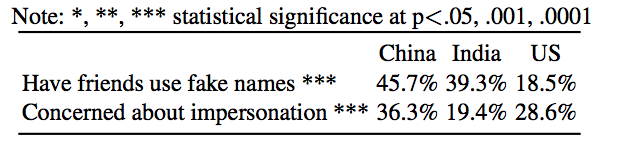 Note: *, **, *** statistical significance at p<.05, .001, .0001
China India US
Have friends use fake names *** 45.7% 39.3% 18.5%
Concerned about impersonation *** 36.3% 19.4% 28.6%